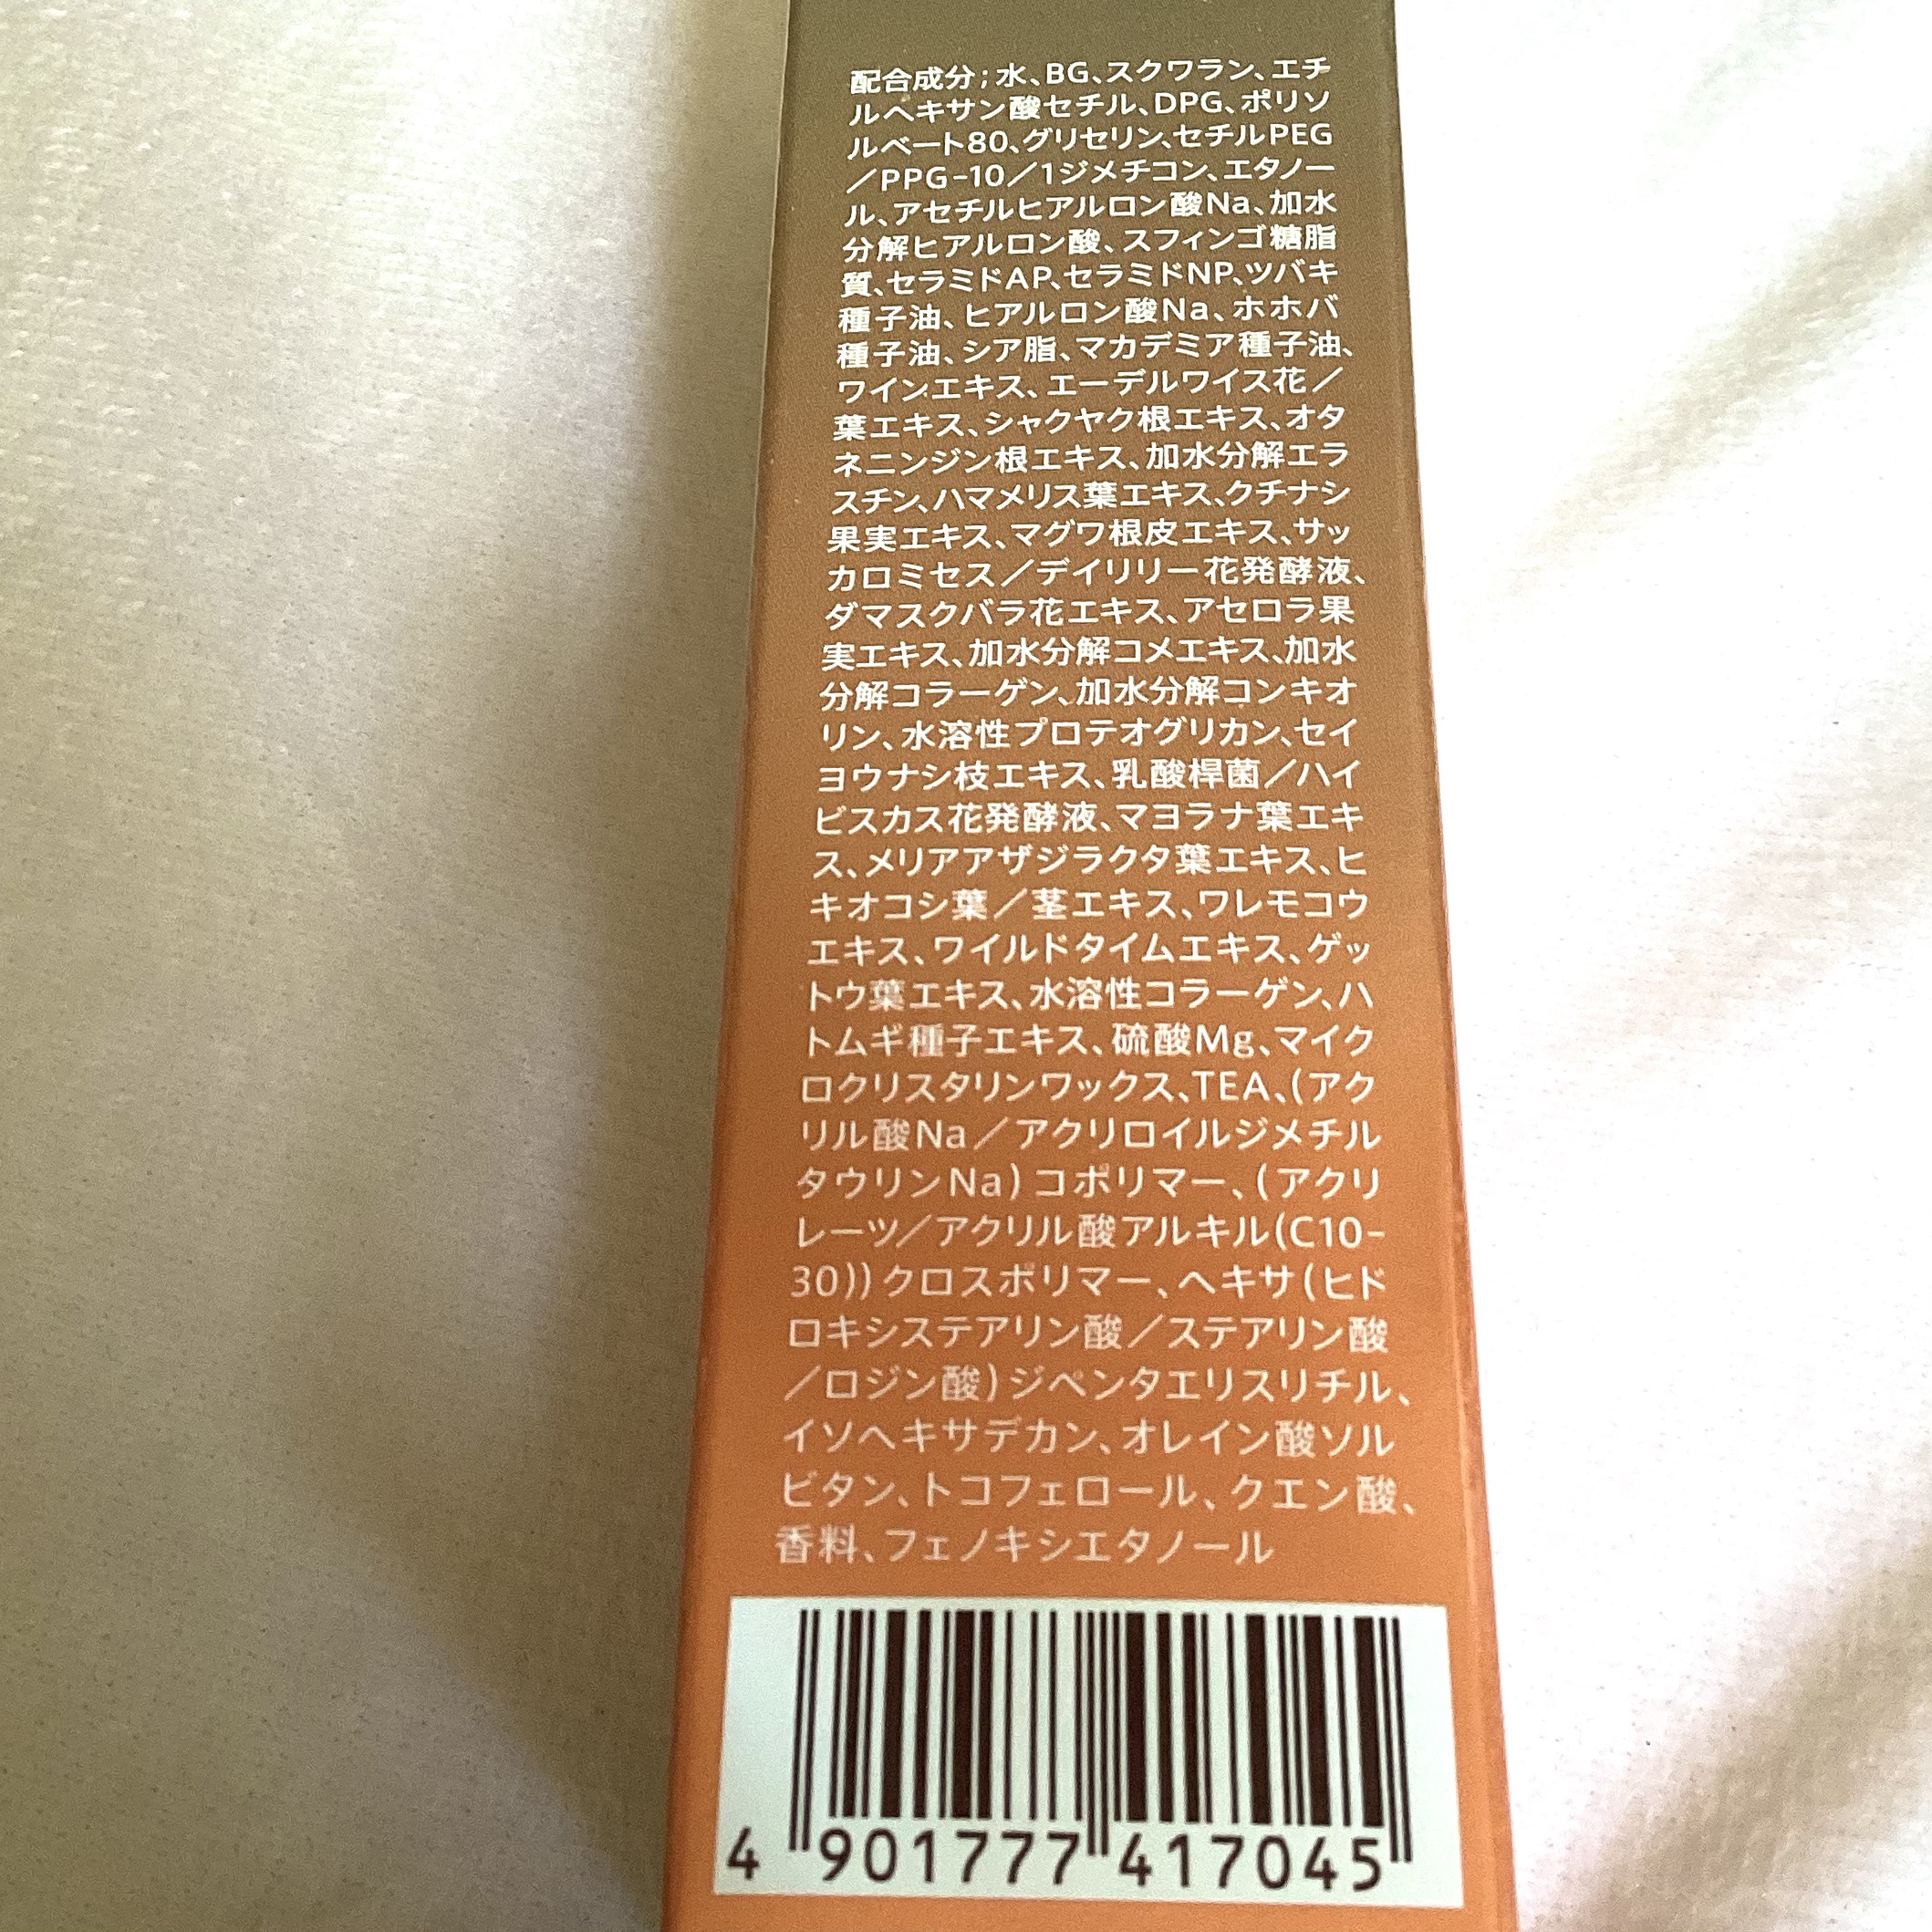 配合成分;水、BG、スクワラン、エチ
ルヘキサン酸セチル、DPG、ポリソ
ルベート80、グリセリン、セチルPEG
/PPG-10/1ジメチコン、エタノー
ル、アセチルヒアルロン酸Na、加水
分解ヒアルロン酸、スフィンゴ糖脂
質、セラミドAP、セラミドNP、ツバキ
種子油、ヒアルロン酸Na、ホホバ
種子油、シア脂、マカデミア種子油、
ワインエキス、エーデルワイス花/
葉エキス、シャクヤク根エキス、オタ
ネニンジン根エキス、加水分解エラ
スチン、ハマメリス葉エキス、クチナシ
果実エキス、マグワ根皮エキス、サッ
カロミセス/デイリリー花発酵液、
ダマスクバラ花エキス、アセロラ果
実エキス、加水分解コメエキス、加水
分解コラーゲン、加水分解コンキオ
リン、水溶性プロテオグリカン、セイ
ヨウナシ枝エキス、乳酸桿菌/ハイ
ビスカス花発酵液、マヨラナ葉エキ
ス、メリアアザジラクタ葉エキス、ヒ
キオコシ葉/茎エキス、ワレモコウ
エキス、ワイルドタイムエキス、ゲッ
トウ葉エキス、水溶性コラーゲン、ハ
トムギ種子エキス、硫酸Mg、マイク
ロクリスタリンワックス、TEA、(アク
リル酸Na/アクリロイルジメチル
タウリンNa)コポリマー、(アクリ
レーツ/アクリル酸アルキル(C10-
30))クロスポリマー、ヘキサ(ヒド
ロキシステアリン酸/ステアリン酸
/ロジン酸)ジペンタエリスリチル、
イソヘキサデカン、オレイン酸ソル
ビタン、トコフェロール、クエン酸、
香料、フェノキシエタノール
4 901777 417045